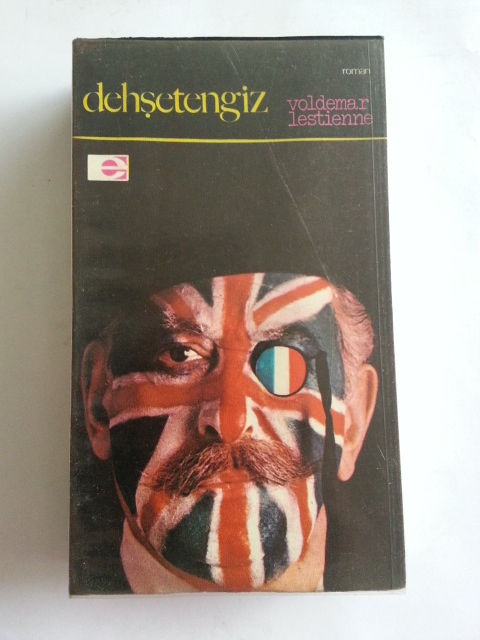 roman
dehşetengiz
voldemar
lestienne
e